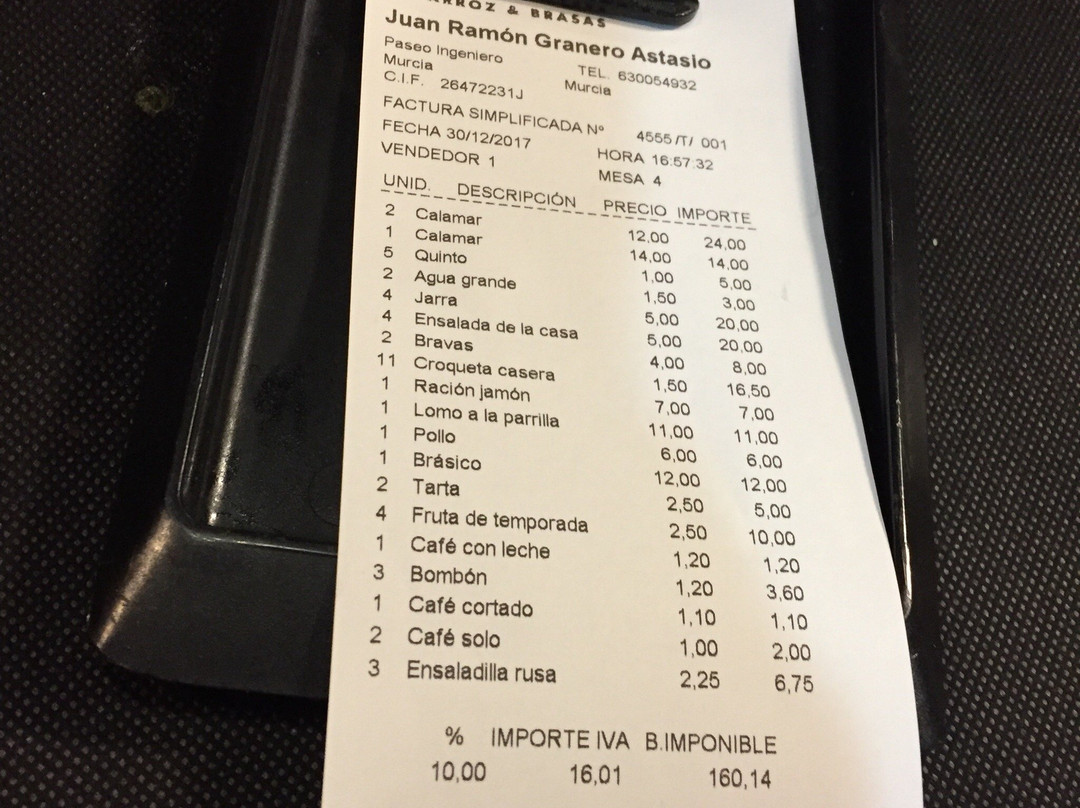 & BRASAS
Juan Ramón Granero Astasio
Paseo Ingeniero TEL. 630054932
Murcia Murcia
C.I.F. 26472231J
FACTURA SIMPLIFICADA Nº 4555/T/ 001
FECHA 30/12/2017 HORA 16:57:32
VENDEDOR 1 MESA 4
UNID. DESCRIPCIÓN PRECIO IMPORTE
2 Calamar 12,00 24,00
1 Calamar 14,00 14,00
5 Quinto 1,00 5,00
2 Agua grande 1,50 3,00
4 Jarra 5,00 20,00
4 Ensalada de la casa 5,00 20,00
2 Bravas 4,00 8,00
11 Croqueta casera 1,50 16,50
1 Ración jamón 7,00 7,00
1 Lomo a la parrilla 11,00 11,00
1 Pollo 6,00 6,00
1 Brásico 12,00 12,00
2 Tarta 2,50 5,00
4 Fruta de temporada 2,50 10,00
1 Café con leche 1,20 1,20
3 Bombón 1,20 3,60
1 Café cortado 1,10 1,10
2 Café solo 1,00 2,00
3 Ensaladilla rusa 2,25 6,75
% IMPORTE IVA B.IMPONIBLE
10,00 16,01 160,14